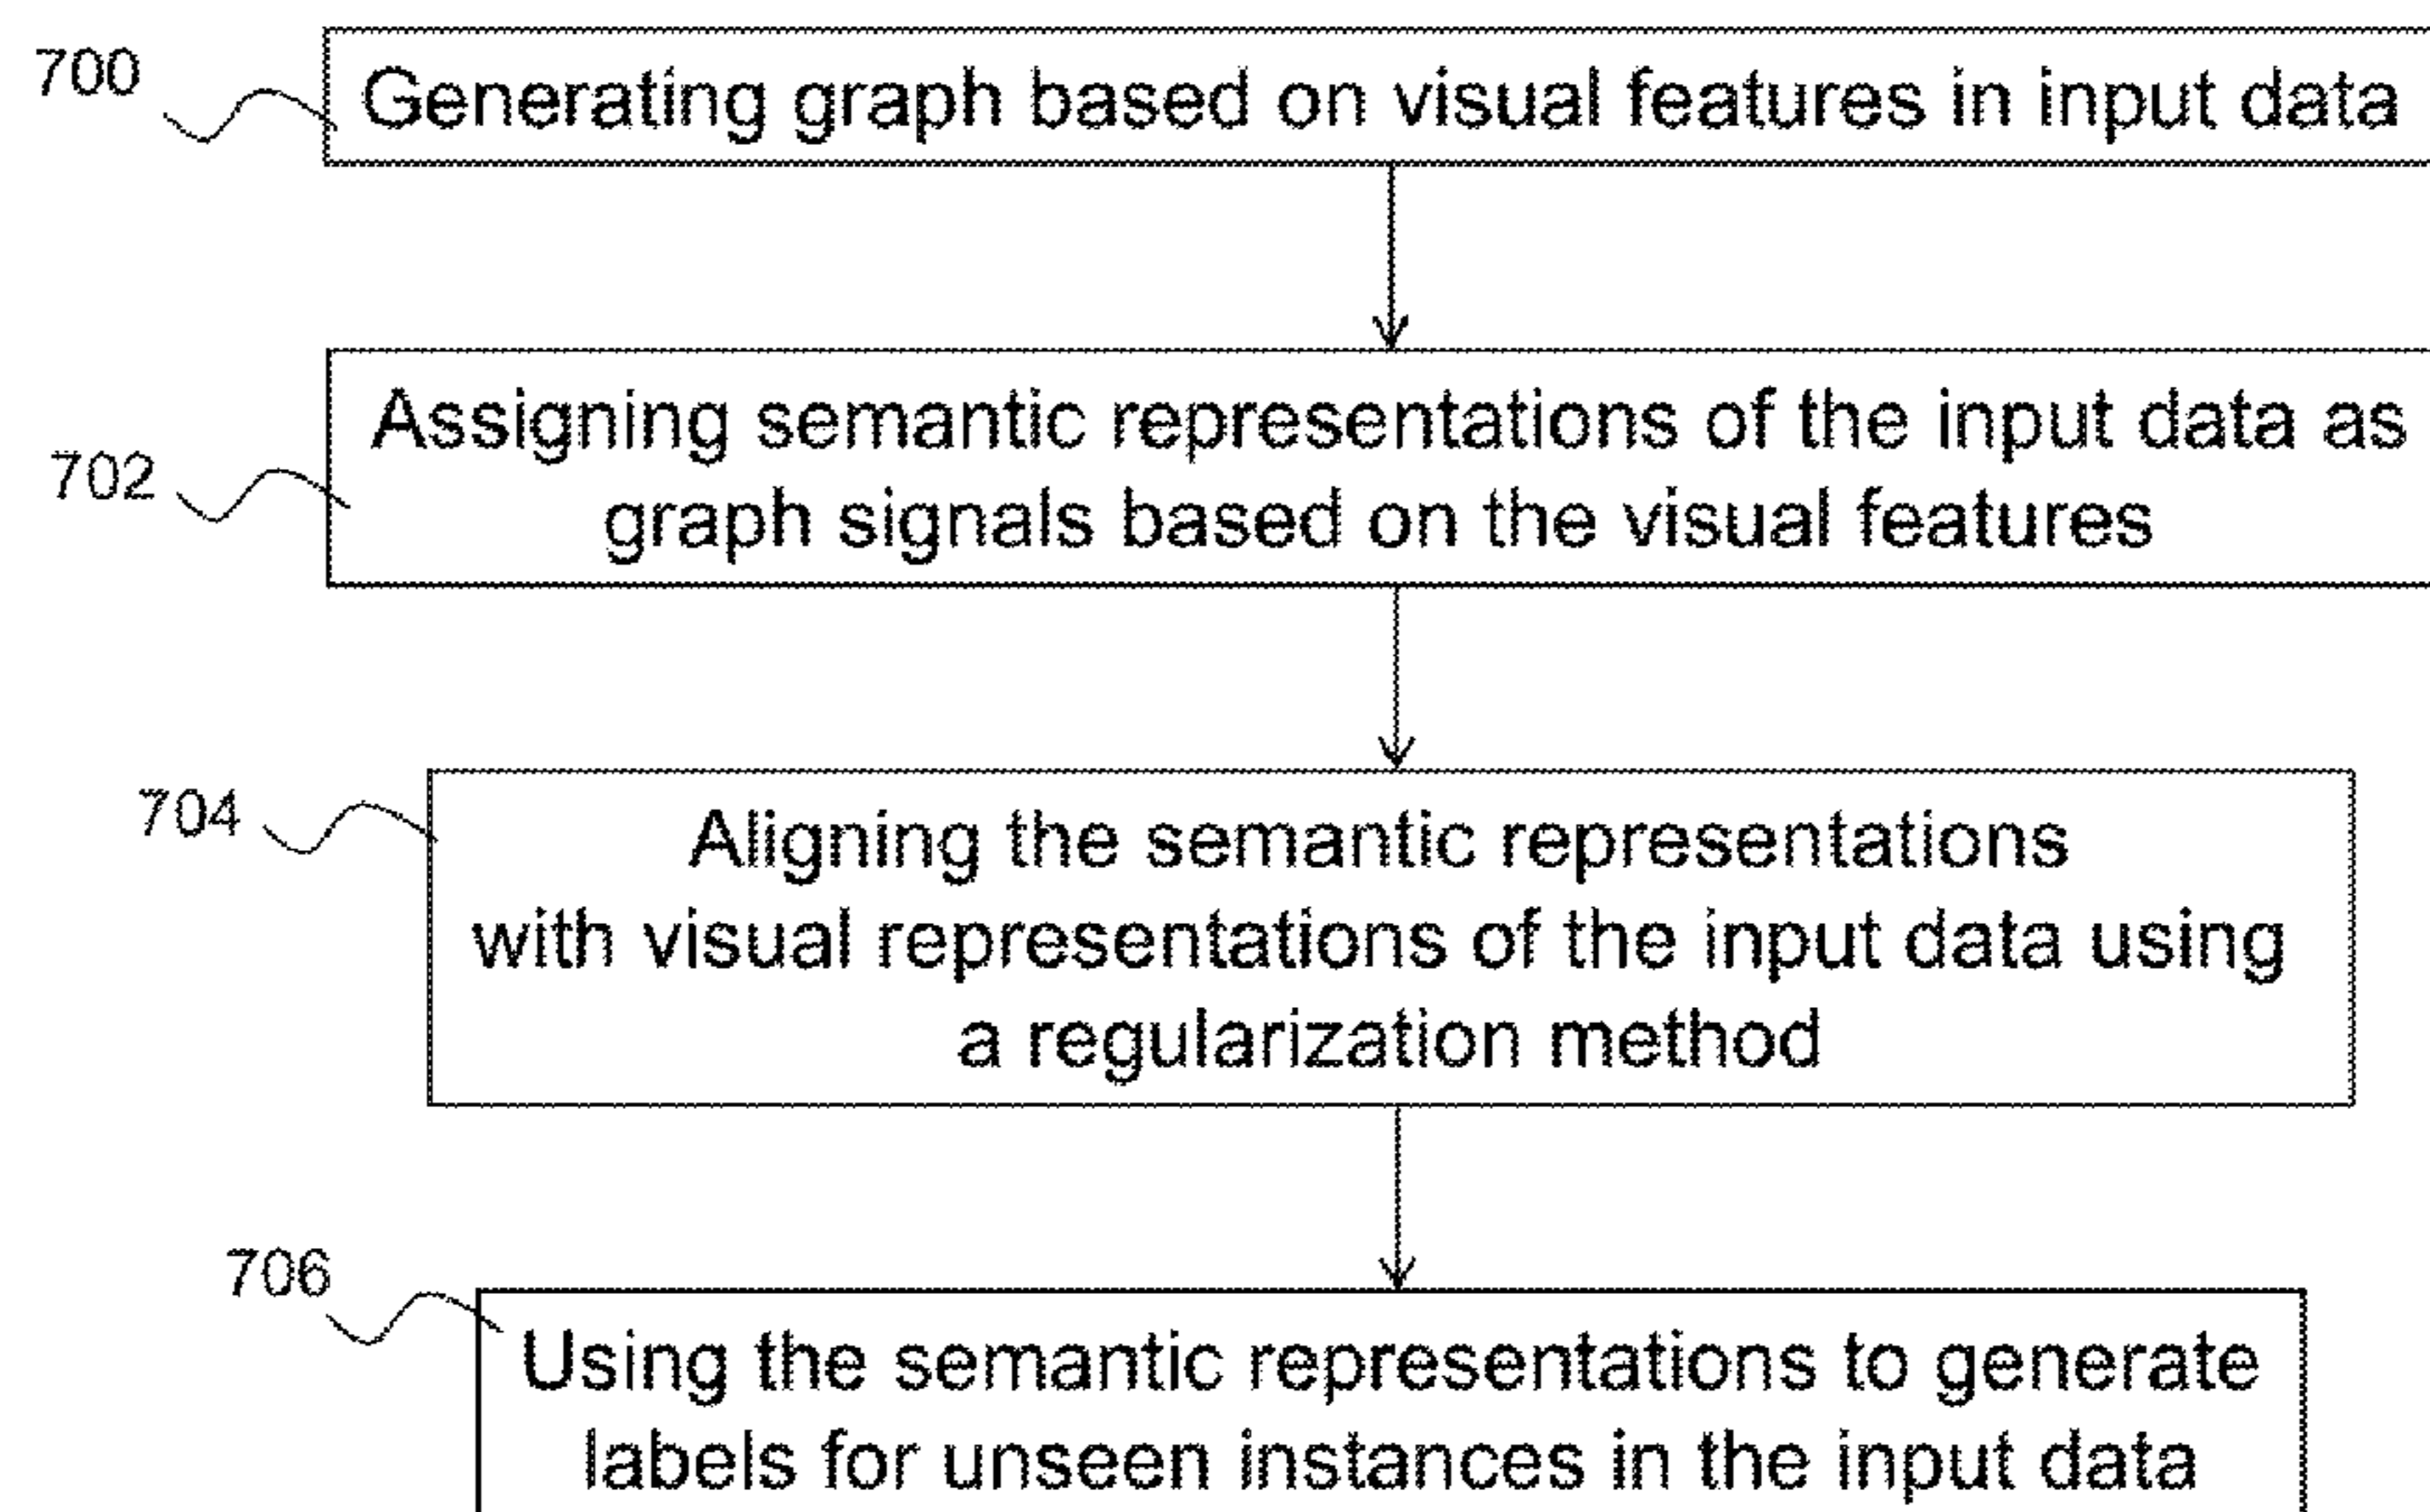 700
Generating graph based on visual features in input data
702
Assigning semantic representations of the input data as
graph signals based on the visual features
704
Aligning the semantic representations
with visual representations of the input data using
a regularization method
706
Using the semantic representations to generate
labels for unseen instances in the input data